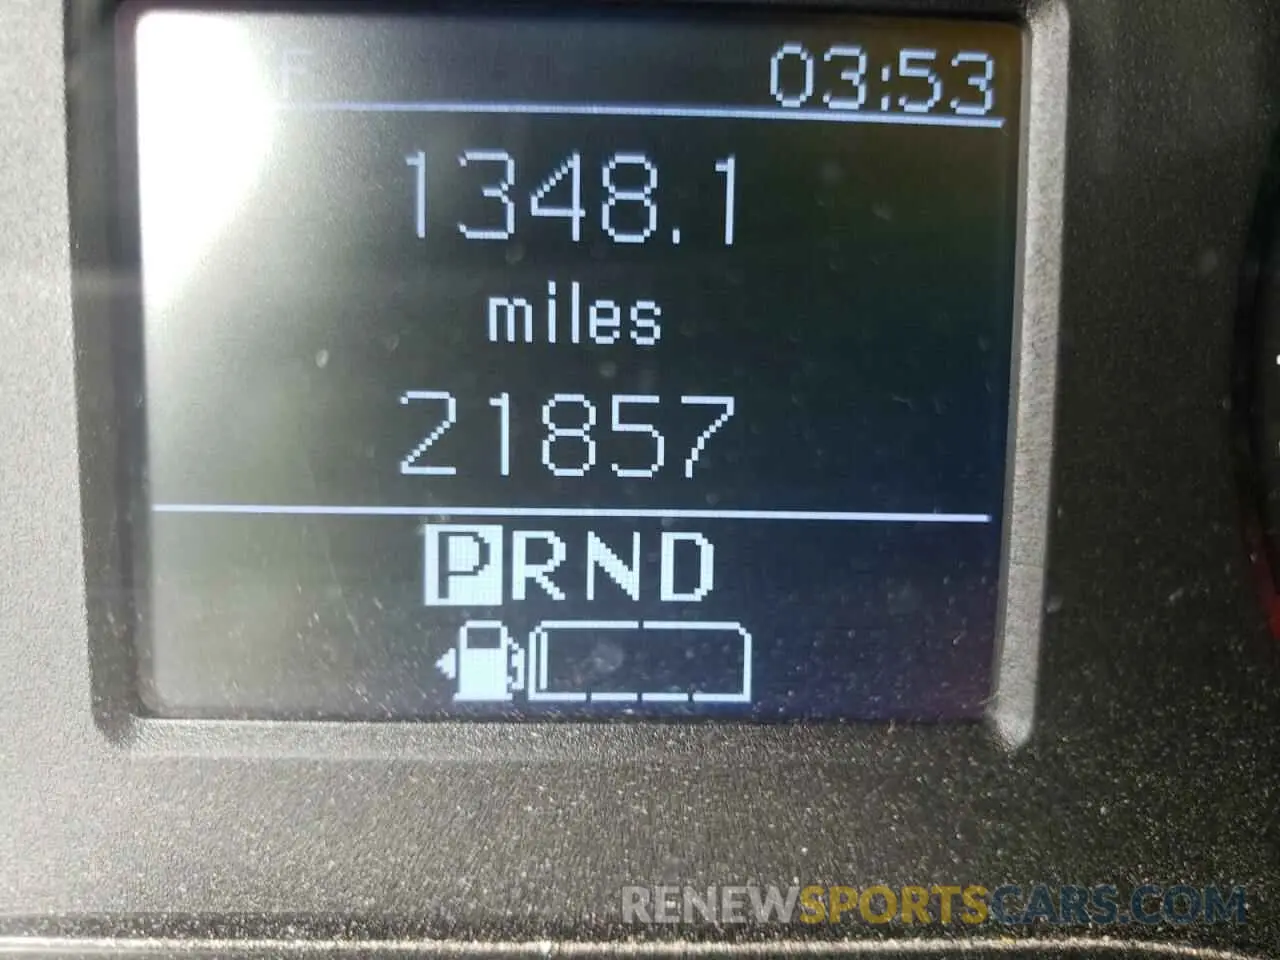 F 03:53
1348.1
miles
21857
PRND
RENEWSPORTSCARS.COM